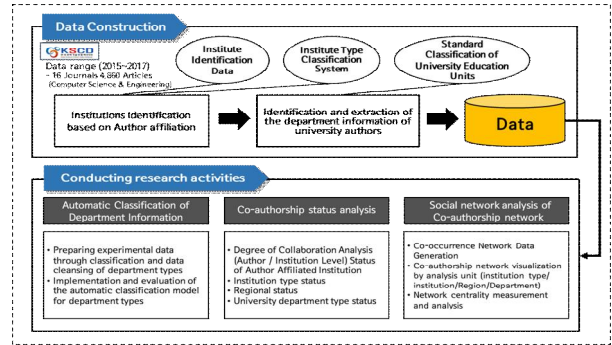 Data Construction
KSCD
Data range (2015~2017)
- 16 Journals 4,860 Articles
(Computer Science & Engineering)
Institute
Identification
Data
Institute Type
Classification
System
Standard
Classification of
University Education
Units
Institutions Identification
based on Author affiliation
Identification and extraction of
the department information of
university authors
Data
Conducting research activities
Automatic Classification of
Department Information
• Preparing experimental data
through classification and data
cleansing of department types
• Implementation and evaluation of
the automatic classification model
for department types
Co-authorship status analysis
• Degree of Collaboration Analysis
(Author / Institution Level) Status
of Author Affiliated Institution
• Institution type status
• Regional status
• University department type status
Social network analysis of
Co-authorship network
• Co-occurrence Network Data
Generation
• Co-authorship network visualization
by analysis unit (institution type/
institution/Region/Department)
• Network centrality measurement
and analysis